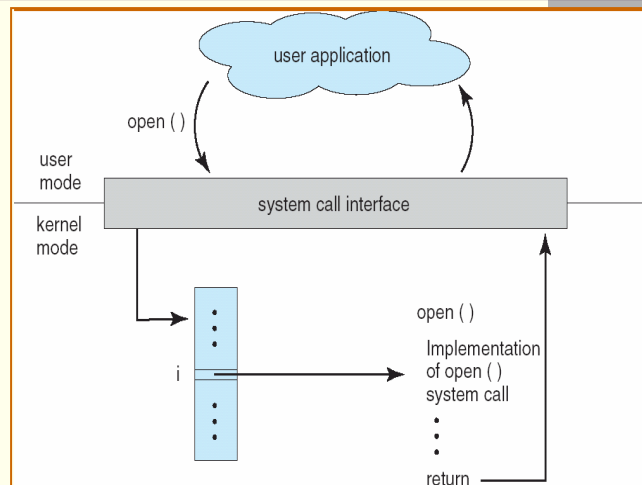 user application
open ( )
user
mode
system call interface
kernel
mode
open ( )
Implementation
i
of open ( )
system call
return